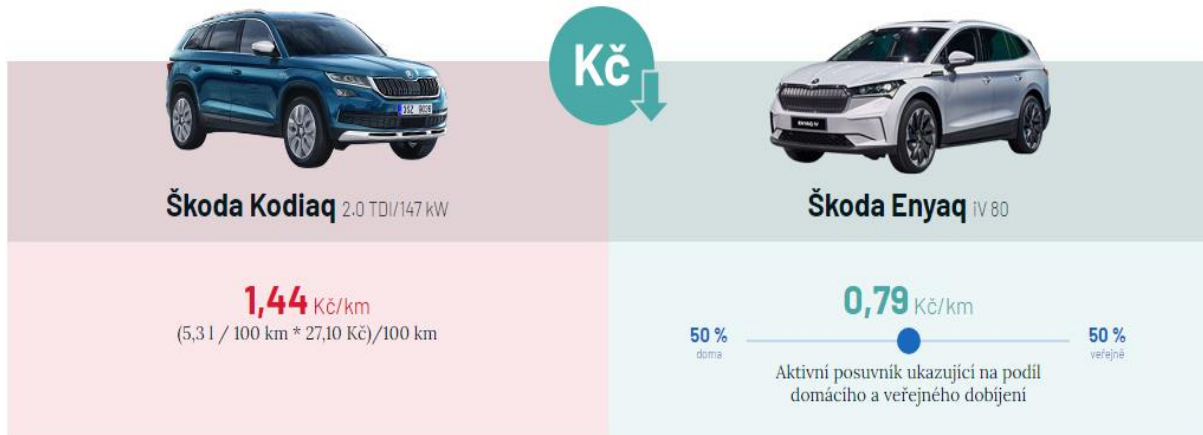 Kč
Škoda Kodiaq 2.0 TDI/147 kW
1,44 Kč/km
(5,3 l / 100 km * 27,10 Kč)/100 km
ENYAQ iV
Škoda Enyaq iV 80
0,79 Kč/km
50 %
doma
50 %
veřejně
Aktivní posuvník ukazující na podíl
domácího a veřejného dobíjení